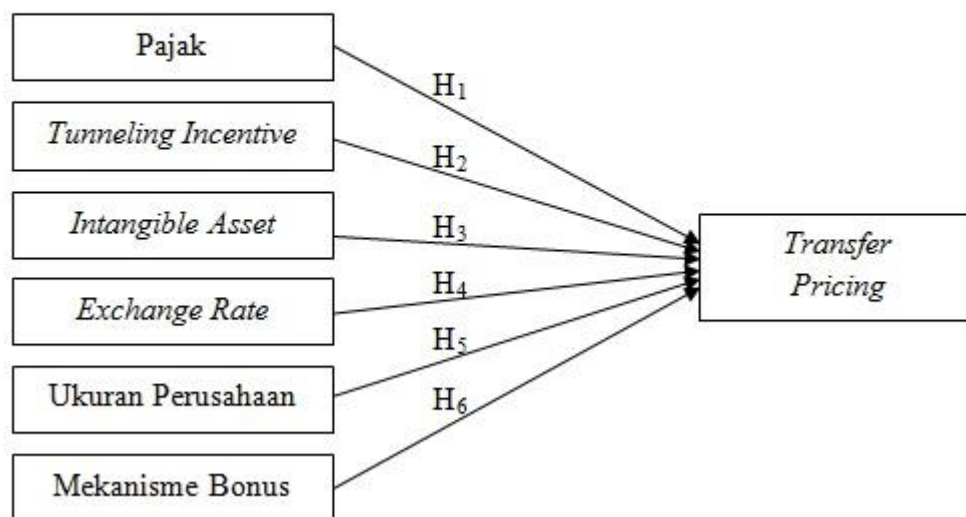 Pajak
H1
Tunneling Incentive
H2
Intangible Asset
H3
Exchange Rate
H4
Ukuran Perusahaan
H5
Mekanisme Bonus
H6
Transfer
Pricing